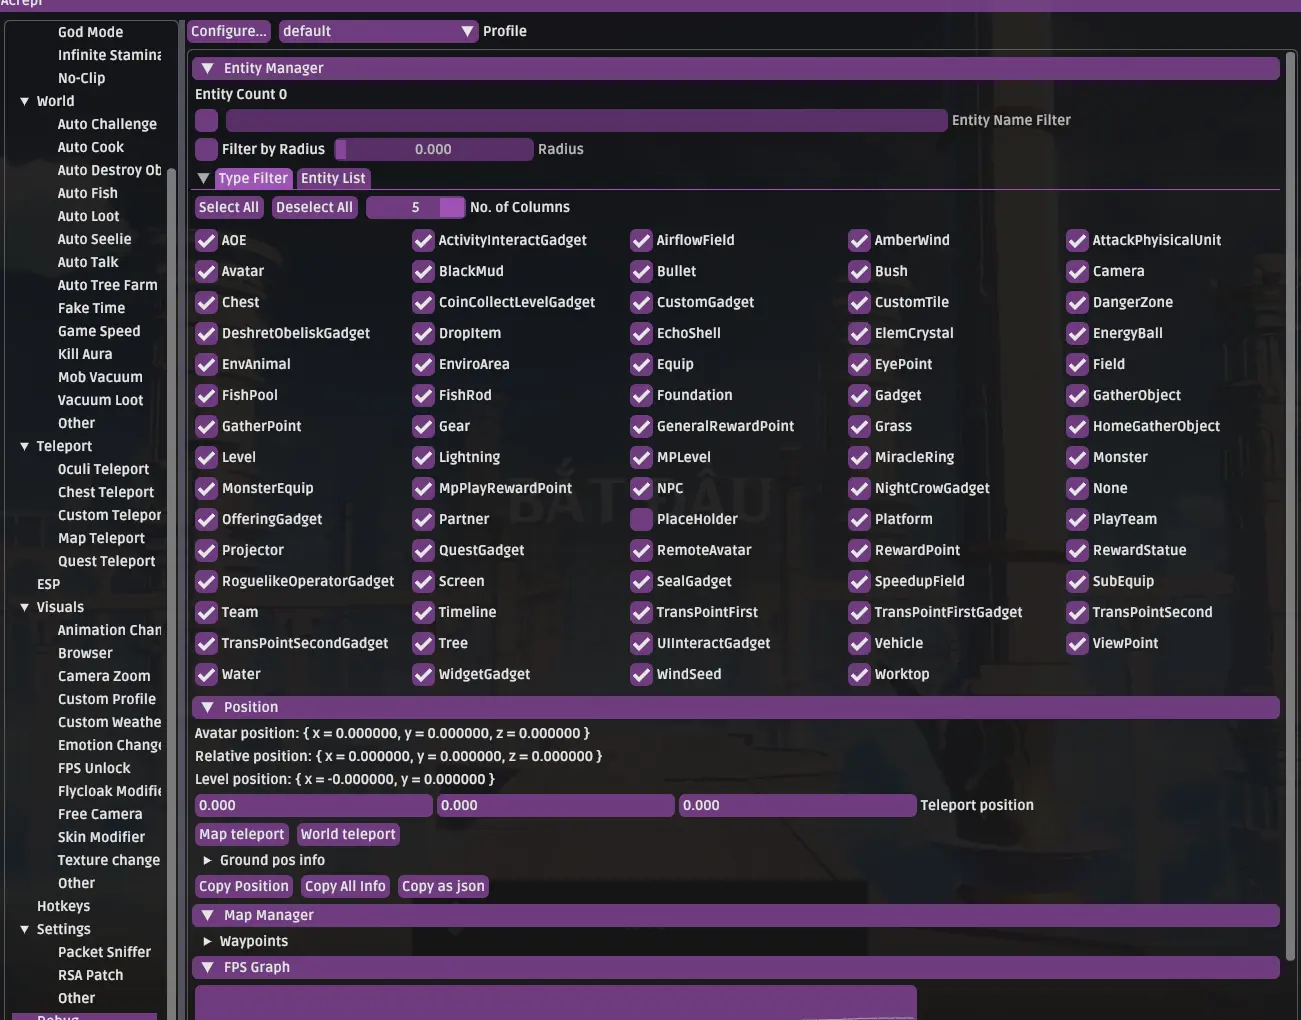 Acrepi
God Mode
Infinite Stamina
No-Clip
World
Auto Challenge
Auto Cook
Auto Destroy Ob
Auto Fish
Auto Loot
Auto Seelie
Auto Talk
Auto Tree Farm
Fake Time
Game Speed
Kill Aura
Mob Vacuum
Vacuum Loot
Other
Teleport
Oculi Teleport
Chest Teleport
Custom Telepor
Map Teleport
Quest Teleport
ESP
Visuals
Animation Chan
Browser
Camera Zoom
Custom Profile
Custom Weathe
Emotion Change
FPS Unlock
Flycloak Modifie
Free Camera
Skin Modifier
Texture change
Other
Hotkeys
Settings
Packet Sniffer
RSA Patch
Other
Debug
Configure... default Profile
Entity Manager
Entity Count 0
Entity Name Filter
Filter by Radius 0.000 Radius
Type Filter Entity List
Select All Deselect All 5 No. of Columns
AOE ActivityInteractGadget AirflowField AmberWind AttackPhyisicalUnit
Avatar BlackMud Bullet Bush Camera
Chest CoinCollectLevelGadget CustomGadget CustomTile DangerZone
DeshretObeliskGadget DropItem EchoShell ElemCrystal EnergyBall
EnvAnimal EnviroArea Equip EyePoint Field
FishPool FishRod Foundation Gadget GatherObject
GatherPoint Gear GeneralRewardPoint Grass HomeGatherObject
Level Lightning MPLevel MiracleRing Monster
MonsterEquip MpPlayRewardPoint NPC NightCrowGadget None
OfferingGadget Partner PlaceHolder Platform PlayTeam
Projector QuestGadget RemoteAvatar RewardPoint RewardStatue
RoguelikeOperatorGadget Screen SealGadget SpeedupField SubEquip
Team Timeline TransPointFirst TransPointFirstGadget TransPointSecond
TransPointSecondGadget Tree UIInteractGadget Vehicle ViewPoint
Water WidgetGadget WindSeed Worktop
BẮT ĐẦU
Position
Avatar position: { x = 0.000000, y = 0.000000, z = 0.000000 }
Relative position: { x = 0.000000, y = 0.000000, z = 0.000000 }
Level position: { x = -0.000000, y = 0.000000 }
0.000 0.000 0.000 Teleport position
Map teleport World teleport
Ground pos info
Copy Position Copy All Info Copy as json
Map Manager
Waypoints
FPS Graph